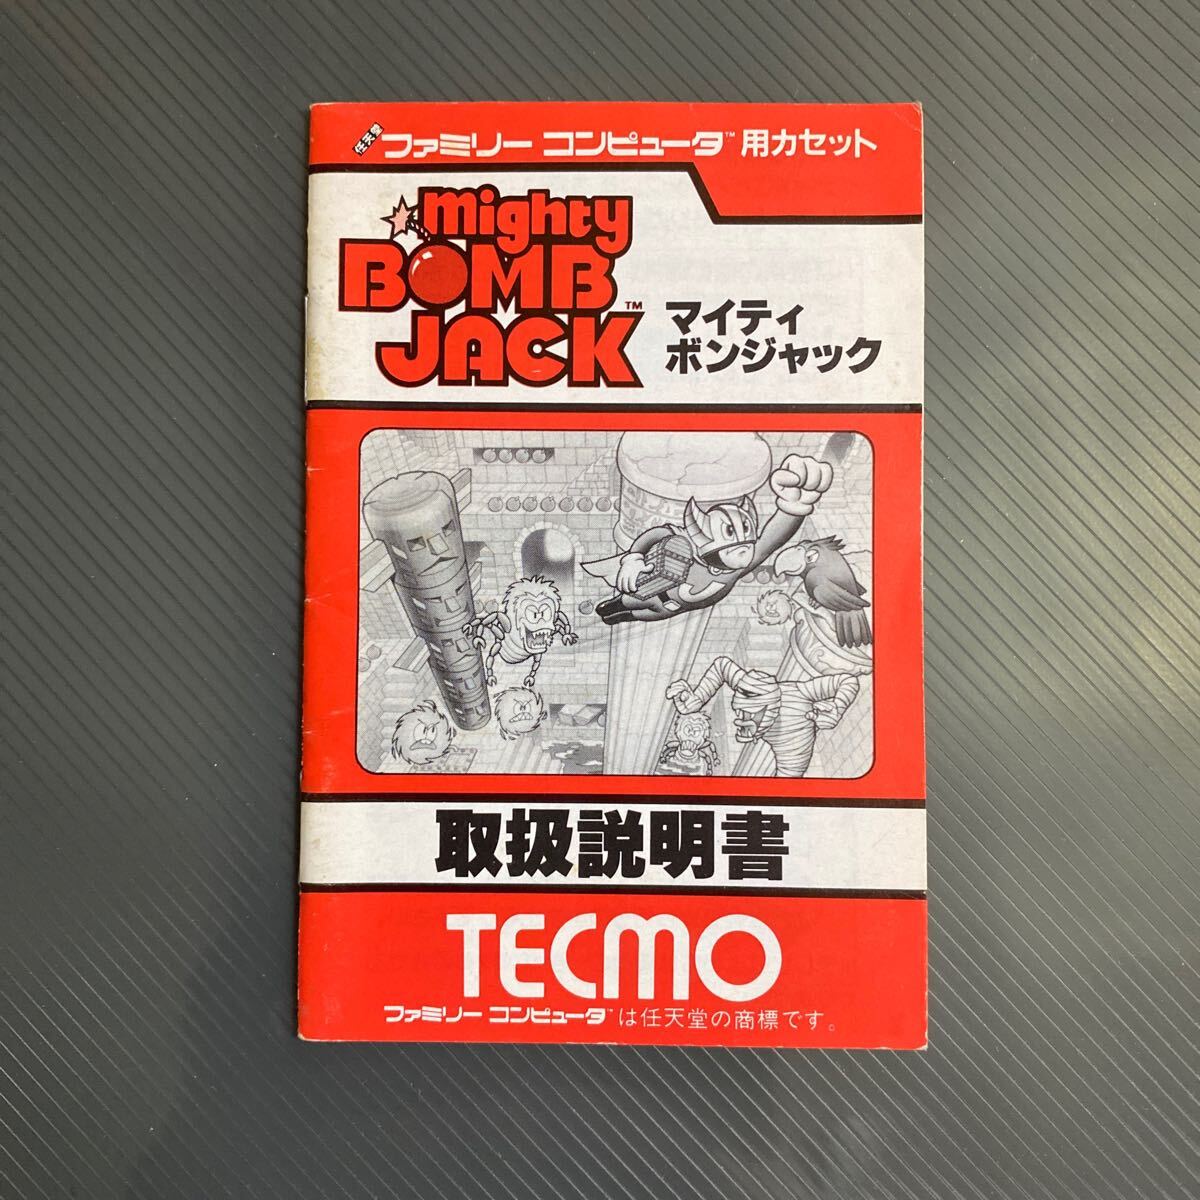 任天堂 ファミリー コンピュータ™ 用カセット
mighty
BOMB
JACK™
マイティ
ボンジャック
取扱説明書
TECMO
ファミリー コンピュータ™ は任天堂の商標です。